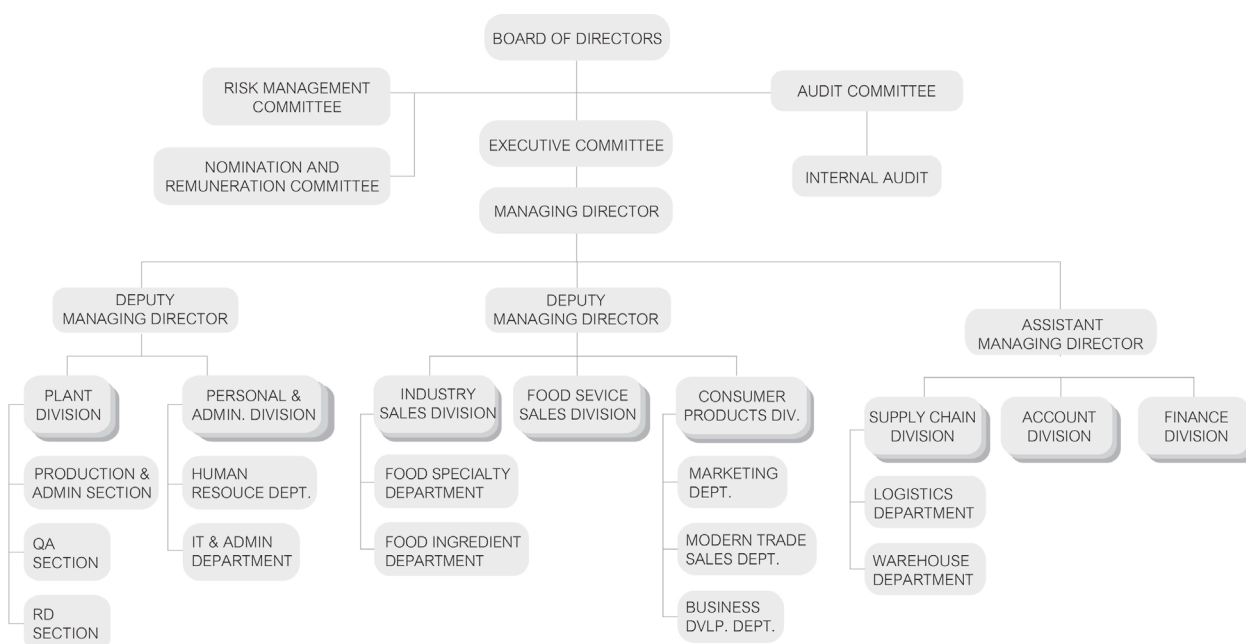 BOARD OF DIRECTORS
RISK MANAGEMENT
COMMITTEE
AUDIT COMMITTEE
EXECUTIVE COMMITTEE
NOMINATION AND
REMUNERATION COMMITTEE
INTERNAL AUDIT
MANAGING DIRECTOR
DEPUTY
MANAGING DIRECTOR
DEPUTY
MANAGING DIRECTOR
ASSISTANT
MANAGING DIRECTOR
PLANT
DIVISION
PERSONAL &
ADMIN. DIVISION
INDUSTRY
SALES DIVISION
FOOD SEVICE
SALES DIVISION
CONSUMER
PRODUCTS DIV.
SUPPLY CHAIN
DIVISION
ACCOUNT
DIVISION
FINANCE
DIVISION
PRODUCTION &
ADMIN SECTION
HUMAN
RESOUCE DEPT.
FOOD SPECIALTY
DEPARTMENT
MARKETING
DEPT.
LOGISTICS
DEPARTMENT
QA
SECTION
IT & ADMIN
DEPARTMENT
FOOD INGREDIENT
DEPARTMENT
MODERN TRADE
SALES DEPT.
WAREHOUSE
DEPARTMENT
RD
SECTION
BUSINESS
DVLP. DEPT.